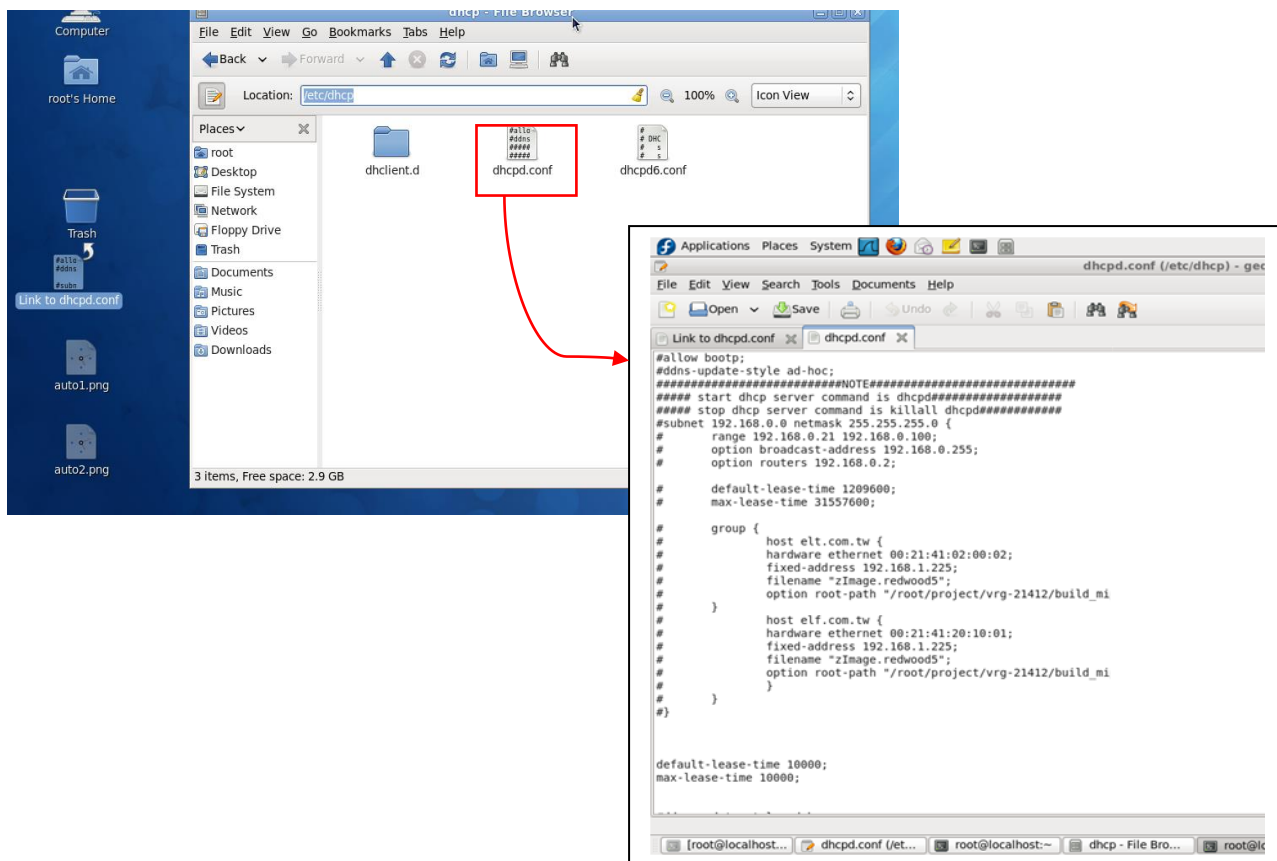 Computer
root's Home
Trash
#allo
#ddns
#subn
Link to dhcpd.conf
auto1.png
auto2.png
dhcp - File Browser
File Edit View Go Bookmarks Tabs Help
Back Forward
Location: /etc/dhcp 100% Icon View
Places
root
Desktop
File System
Network
Floppy Drive
Trash
Documents
Music
Pictures
Videos
Downloads
#allo
#ddns
#####
#####
#
# DHC
# s
# s
dhclient.d dhcpd.conf dhcpd6.conf
3 items, Free space: 2.9 GB
Applications Places System
dhcpd.conf (/etc/dhcp) - gec
File Edit View Search Tools Documents Help
Open Save Undo
Link to dhcpd.conf dhcpd.conf
#allow bootp;
#ddns-update-style ad-hoc;
###########################NOTE##############################
##### start dhcp server command is dhcpd###################
##### stop dhcp server command is killall dhcpd############
#subnet 192.168.0.0 netmask 255.255.255.0 {
# range 192.168.0.21 192.168.0.100;
# option broadcast-address 192.168.0.255;
# option routers 192.168.0.2;
# default-lease-time 1209600;
# max-lease-time 31557600;
# group {
# host elt.com.tw {
# hardware ethernet 00:21:41:02:00:02;
# fixed-address 192.168.1.225;
# filename "zImage.redwood5";
# option root-path "/root/project/vrg-21412/build_mi
# }
# host elf.com.tw {
# hardware ethernet 00:21:41:20:10:01;
# fixed-address 192.168.1.225;
# filename "zImage.redwood5";
# option root-path "/root/project/vrg-21412/build_mi
# }
# }
#}
default-lease-time 10000;
max-lease-time 10000;
[root@localhost... dhcpd.conf (/et... root@localhost:~ dhcp - File Bro... root@lo